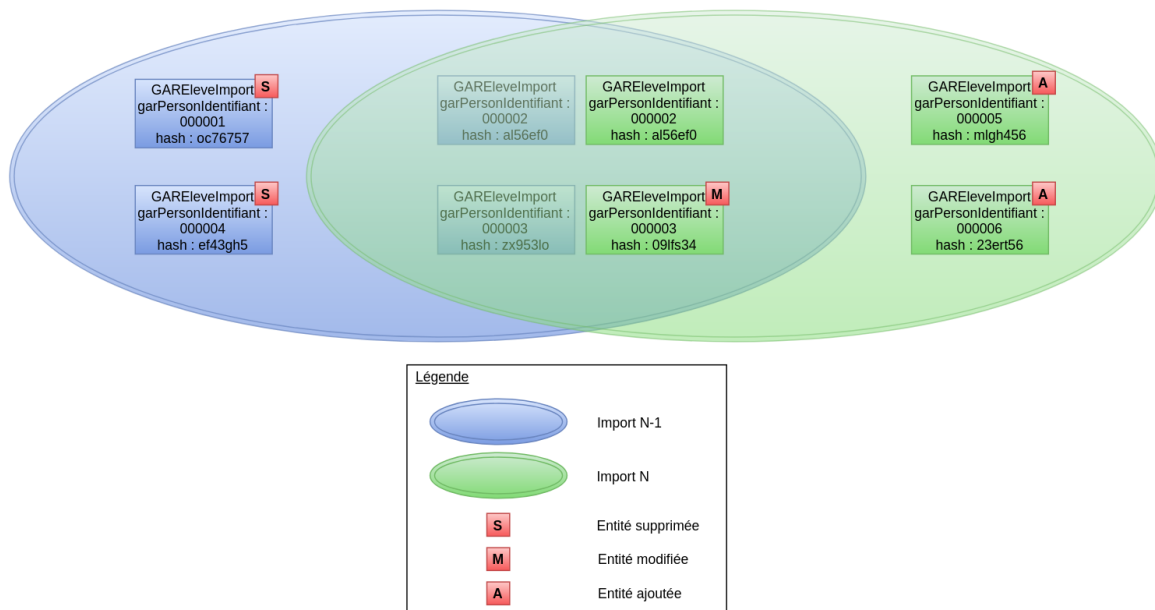 GAREleveImport
garPersonIdentifiant :
000001
hash : oc76757
S
GAREleveImport
garPersonIdentifiant :
000002
hash : al56ef0
GAREleveImport
garPersonIdentifiant :
000002
hash : al56ef0
GAREleveImport
garPersonIdentifiant :
000005
hash : mlgh456
A
GAREleveImport
garPersonIdentifiant :
000004
hash : ef43gh5
S
GAREleveImport
garPersonIdentifiant :
000003
hash : zx953lo
GAREleveImport
garPersonIdentifiant :
000003
hash : 09lfs34
M
GAREleveImport
garPersonIdentifiant :
000006
hash : 23ert56
A
Légende
Import N-1
Import N
S Entité supprimée
M Entité modifiée
A Entité ajoutée